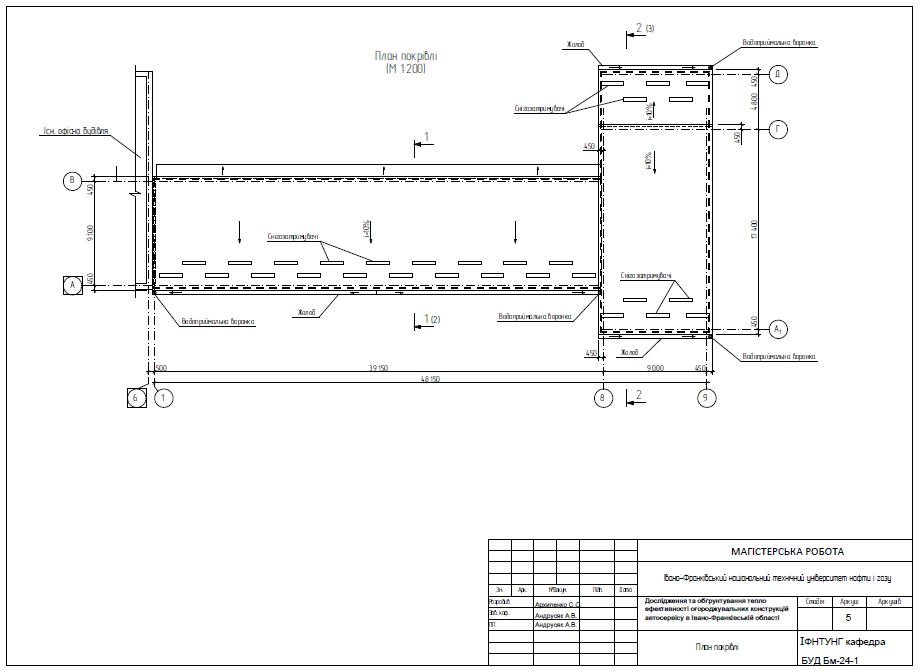 2 (3)
План покрівлі
(М 1:200)
Жолоб
Водоприймальна воронка
Д
450
4 800
Снігозатримувачі
i=10%
Існ. офісна будівля
Г
450
1
450
i=10%
В
450
9 100
i=10%
Снігозатримувачі
17 400
Снігозатримувачі
А
450
Жолоб
Водоприймальна воронка
1 (2)
Водоприймальна воронка
450
А1
450
Жолоб
Водоприймальна воронка
500
39 150
9 000
450
48 150
6
1
8
2
9
МАГІСТЕРСЬКА РОБОТА
Івано-Франківський національний технічний університет нафти і газу
Зм.
Арк.
№Докум.
Підп.
Дата
Розробив
Архипенко С.О.
Зав. каф.
Андрусяк А.В.
ПП
Андрусяк А.В.
Дослідження та обґрунтування тепло
ефективності огороджувальних конструкцій
автосервісу в Івано-Франківській області
Стадія
Аркуш
Аркушів
5
План покрівлі
ІФНТУНГ кафедра
БУД Бм-24-1